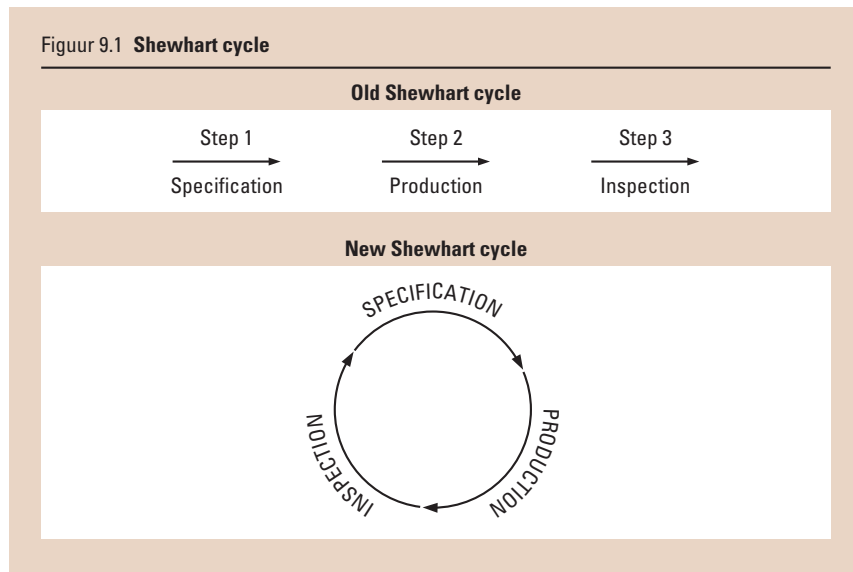 Figuur 9.1 Shewhart cycle
Old Shewhart cycle
Step 1 Step 2 Step 3
Specification Production Inspection
New Shewhart cycle
SPECIFICATION
PRODUCTION
INSPECTION